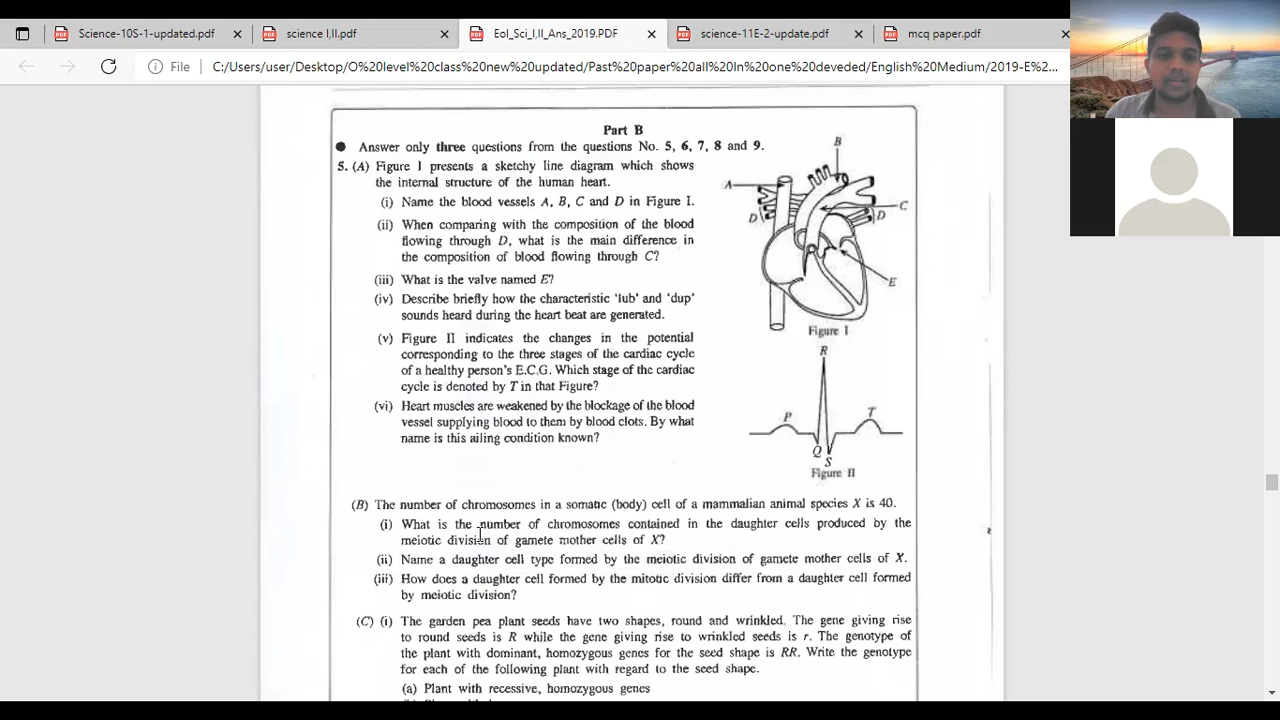 Science-10S-1-updated.pdf
science I,II.pdf
Eol_Sci_I,II_Ans_2019.PDF
science-11E-2-update.pdf
mcq paper.pdf
File
C:/Users/user/Desktop/O%20level%20class%20new%20updated/Past%20paper%20all%20In%20one%20deveded/English%20Medium/2019-E%2...
Part B
● Answer only three questions from the questions No. 5, 6, 7, 8 and 9.
5. (A) Figure I presents a sketchy line diagram which shows
the internal structure of the human heart.
(i) Name the blood vessels A, B, C and D in Figure I.
(ii) When comparing with the composition of the blood
flowing through D, what is the main difference in
the composition of blood flowing through C?
(iii) What is the valve named E?
(iv) Describe briefly how the characteristic 'lub' and 'dup'
sounds heard during the heart beat are generated.
(v) Figure II indicates the changes in the potential
corresponding to the three stages of the cardiac cycle
of a healthy person's E.C.G. Which stage of the cardiac
cycle is denoted by T in that Figure?
(vi) Heart muscles are weakened by the blockage of the blood
vessel supplying blood to them by blood clots. By what
name is this ailing condition known?
B
A
C
D
D
E
Figure I
R
P
T
Q
S
Figure II
(B) The number of chromosomes in a somatic (body) cell of a mammalian animal species X is 40.
(i) What is the number of chromosomes contained in the daughter cells produced by the
meiotic division of gamete mother cells of X?
(ii) Name a daughter cell type formed by the meiotic division of gamete mother cells of X.
(iii) How does a daughter cell formed by the mitotic division differ from a daughter cell formed
by meiotic division?
(C) (i) The garden pea plant seeds have two shapes, round and wrinkled. The gene giving rise
to round seeds is R while the gene giving rise to wrinkled seeds is r. The genotype of
the plant with dominant, homozygous genes for the seed shape is RR. Write the genotype
for each of the following plant with regard to the seed shape.
(a) Plant with recessive, homozygous genes